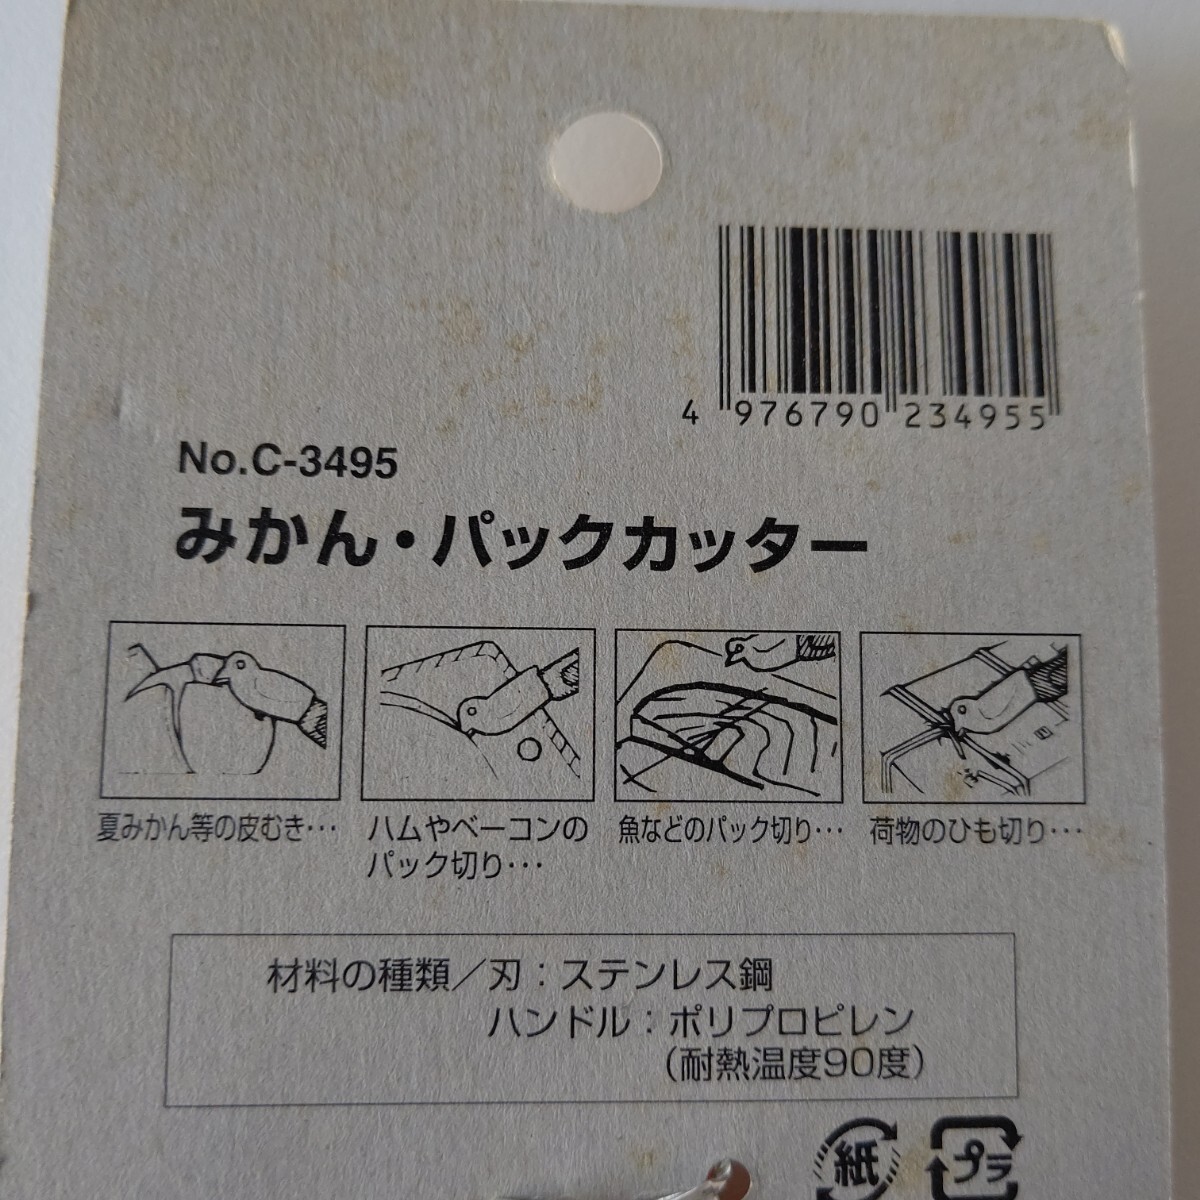 4 976790 234955
No.C-3495
みかん・パックカッター
夏みかん等の皮むき･･･
ハムやベーコンの
パック切り･･･
魚などのパック切り･･･
荷物のひも切り･･･
材料の種類／刃：ステンレス鋼
ハンドル：ポリプロピレン
（耐熱温度90度）
紙
プラ